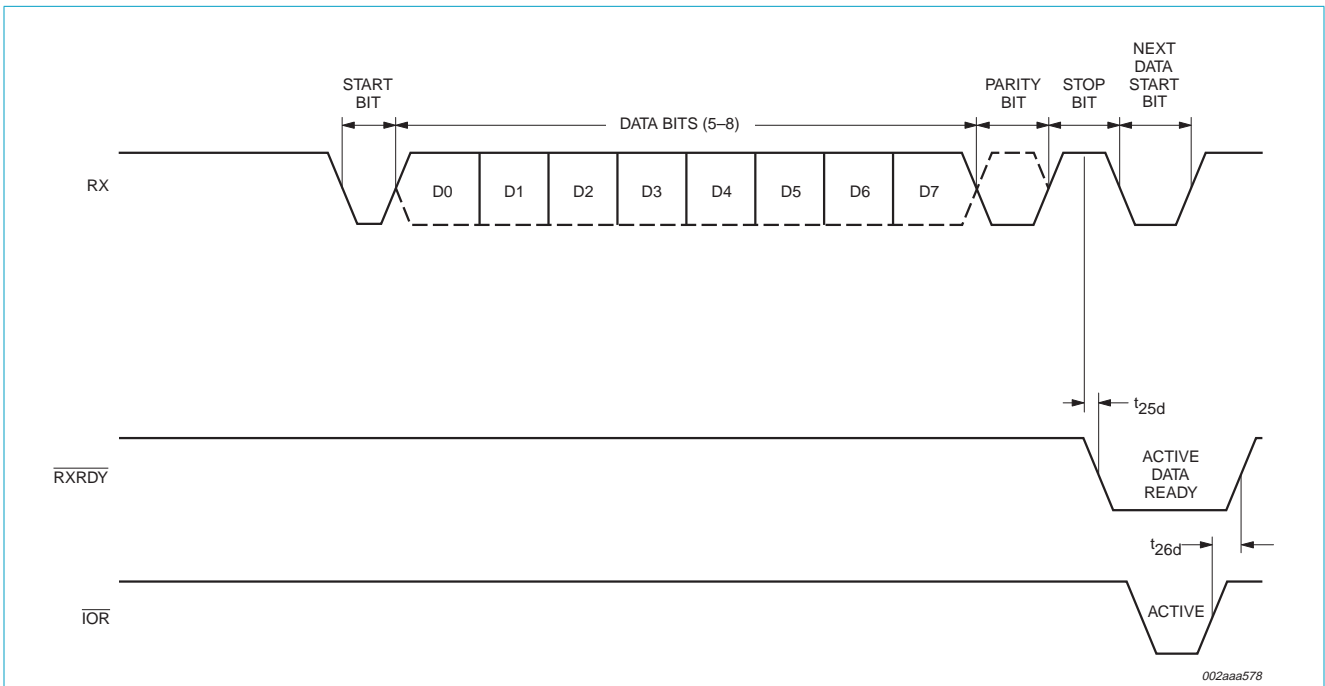 START
BIT
DATA BITS (5–8)
PARITY
BIT
STOP
BIT
NEXT
DATA
START
BIT
RX
D0 D1 D2 D3 D4 D5 D6 D7
t25d
RXRDY
ACTIVE
DATA
READY
t26d
IOR
ACTIVE
002aaa578